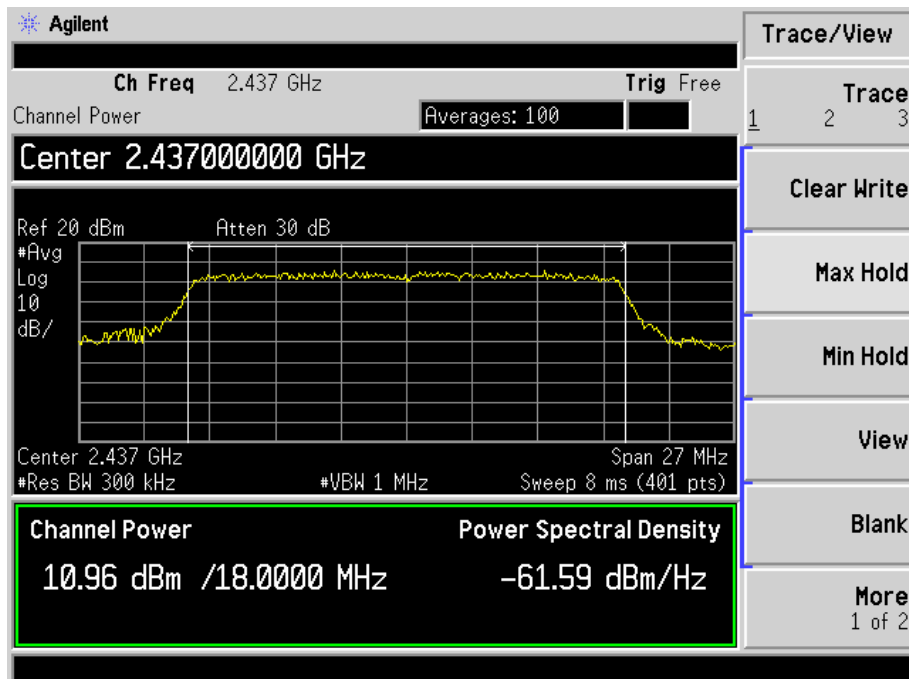 Agilent
Trace/View
Ch Freq 2.437 GHz Trig Free
Channel Power Averages: 100
Center 2.437000000 GHz
Ref 20 dBm Atten 30 dB
#Avg
Log
10
dB/
Center 2.437 GHz Span 27 MHz
#Res BW 300 kHz #VBW 1 MHz Sweep 8 ms (401 pts)
Channel Power Power Spectral Density
10.96 dBm /18.0000 MHz -61.59 dBm/Hz
Trace
1 2 3
Clear Write
Max Hold
Min Hold
View
Blank
More
1 of 2